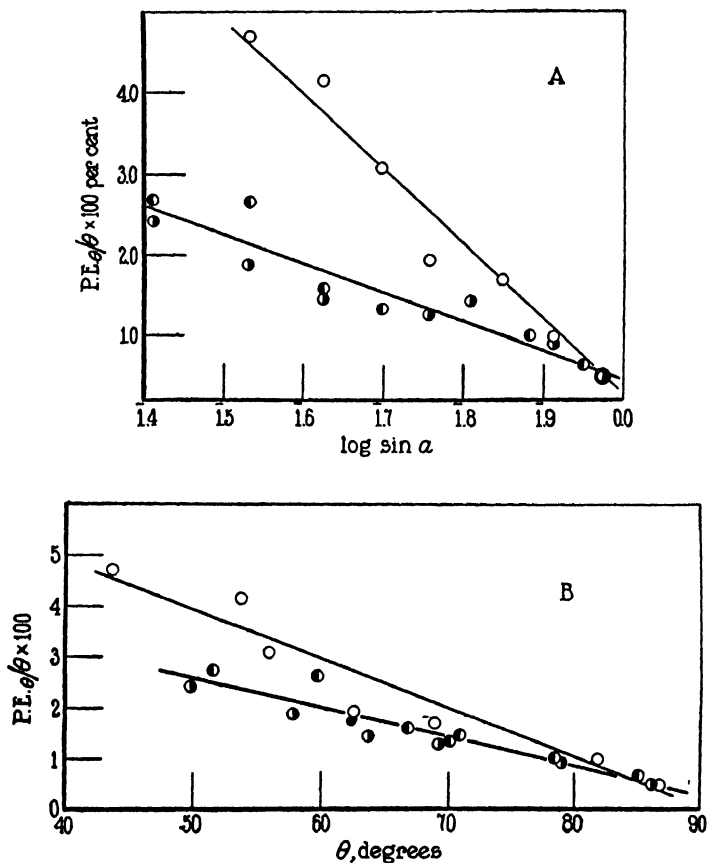 A
4.0
3.0
2.0
1.0
P.E.θ/θ × 100 per cent
1̄.4 1̄.5 1̄.6 1̄.7 1̄.8 1̄.9 0.0
log sin a
B
5
4
3
2
1
0
P.E.θ/θ × 100
40 50 60 70 80 90
θ, degrees